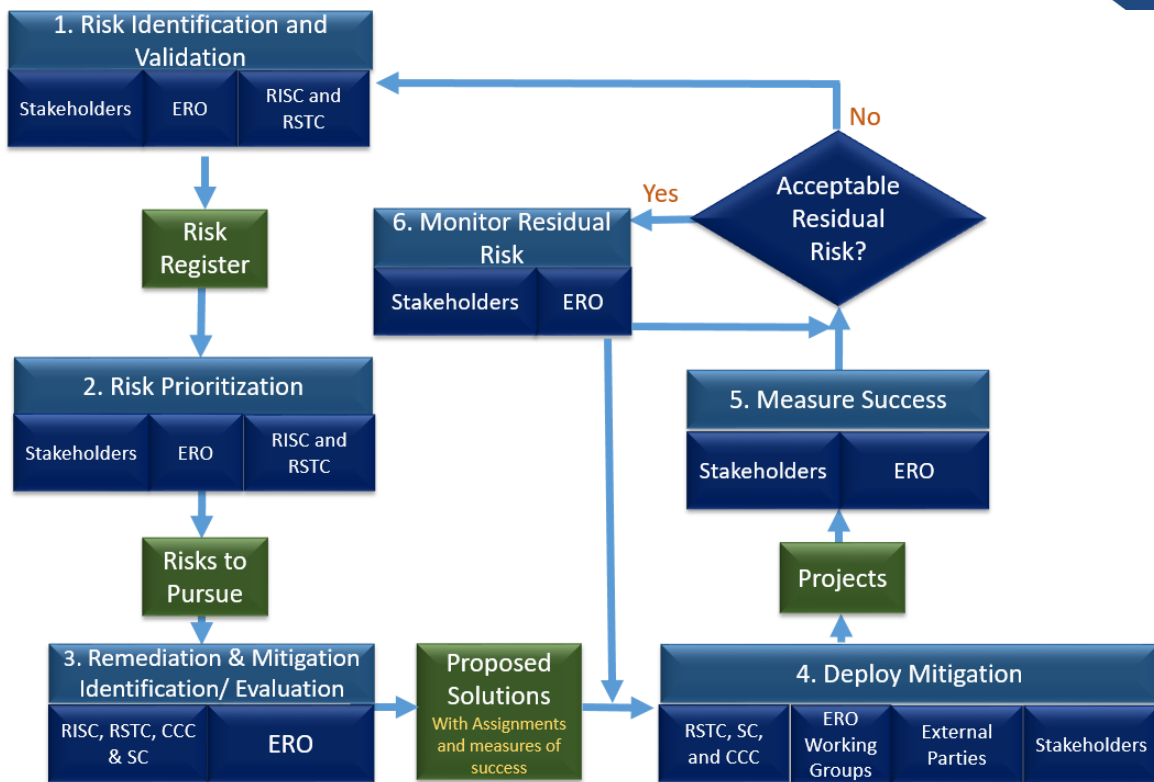 1. Risk Identification and
Validation
Stakeholders
ERO
RISC and
RSTC
Risk
Register
2. Risk Prioritization
Stakeholders
ERO
RISC and
RSTC
Risks to
Pursue
3. Remediation & Mitigation
Identification/ Evaluation
RISC, RSTC, CCC
& SC
ERO
Proposed
Solutions
With Assignments
and measures of
success
4. Deploy Mitigation
RSTC, SC,
and CCC
ERO
Working
Groups
External
Parties
Stakeholders
Projects
5. Measure Success
Stakeholders
ERO
Acceptable
Residual
Risk?
No
Yes
6. Monitor Residual
Risk
Stakeholders
ERO